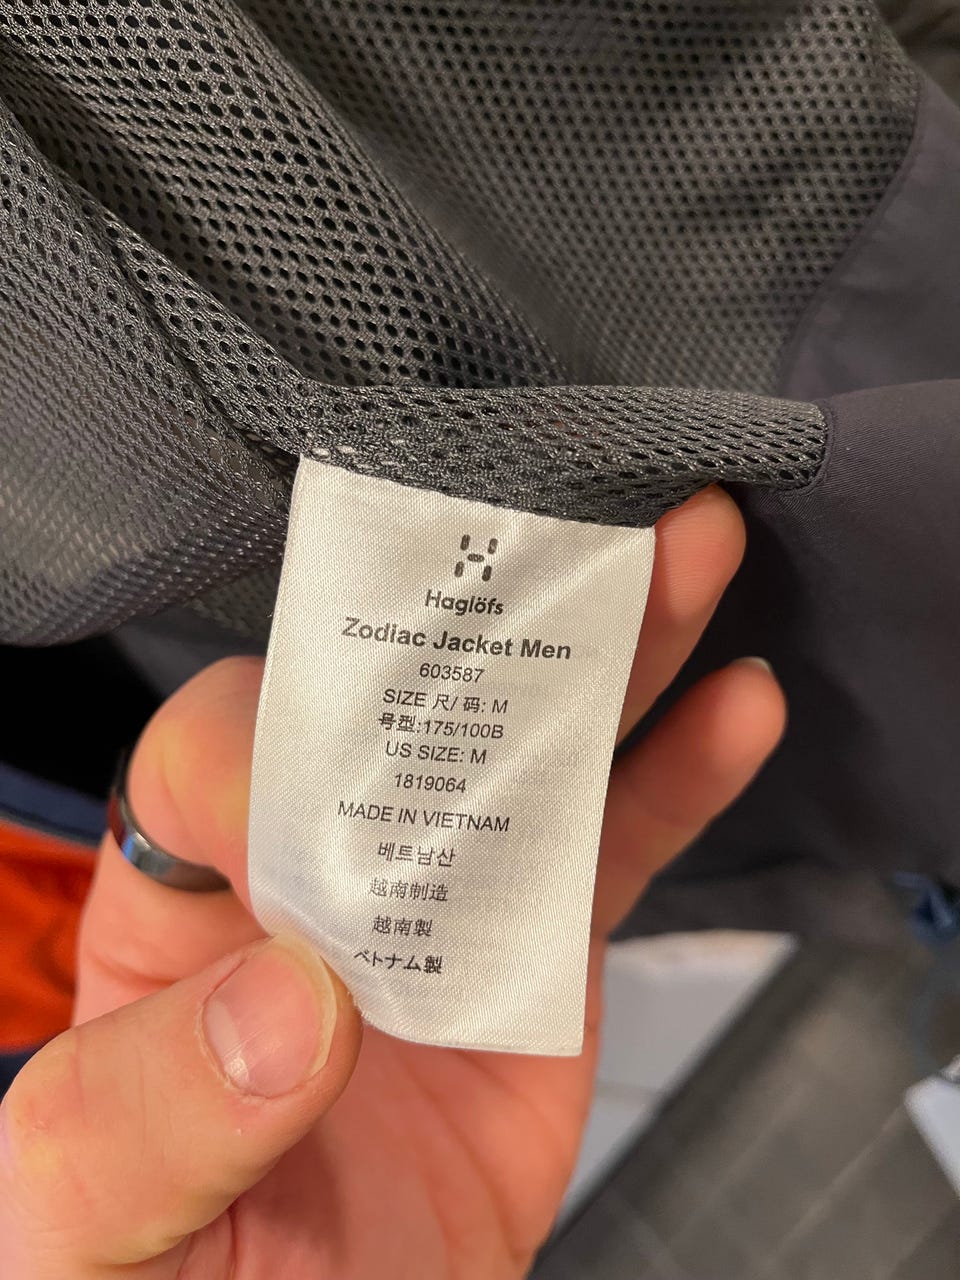 Haglöfs
Zodiac Jacket Men
603587
SIZE 尺/ 码: M
号型:175/100B
US SIZE: M
1819064
MADE IN VIETNAM
베트남산
越南制造
越南製
ベトナム製